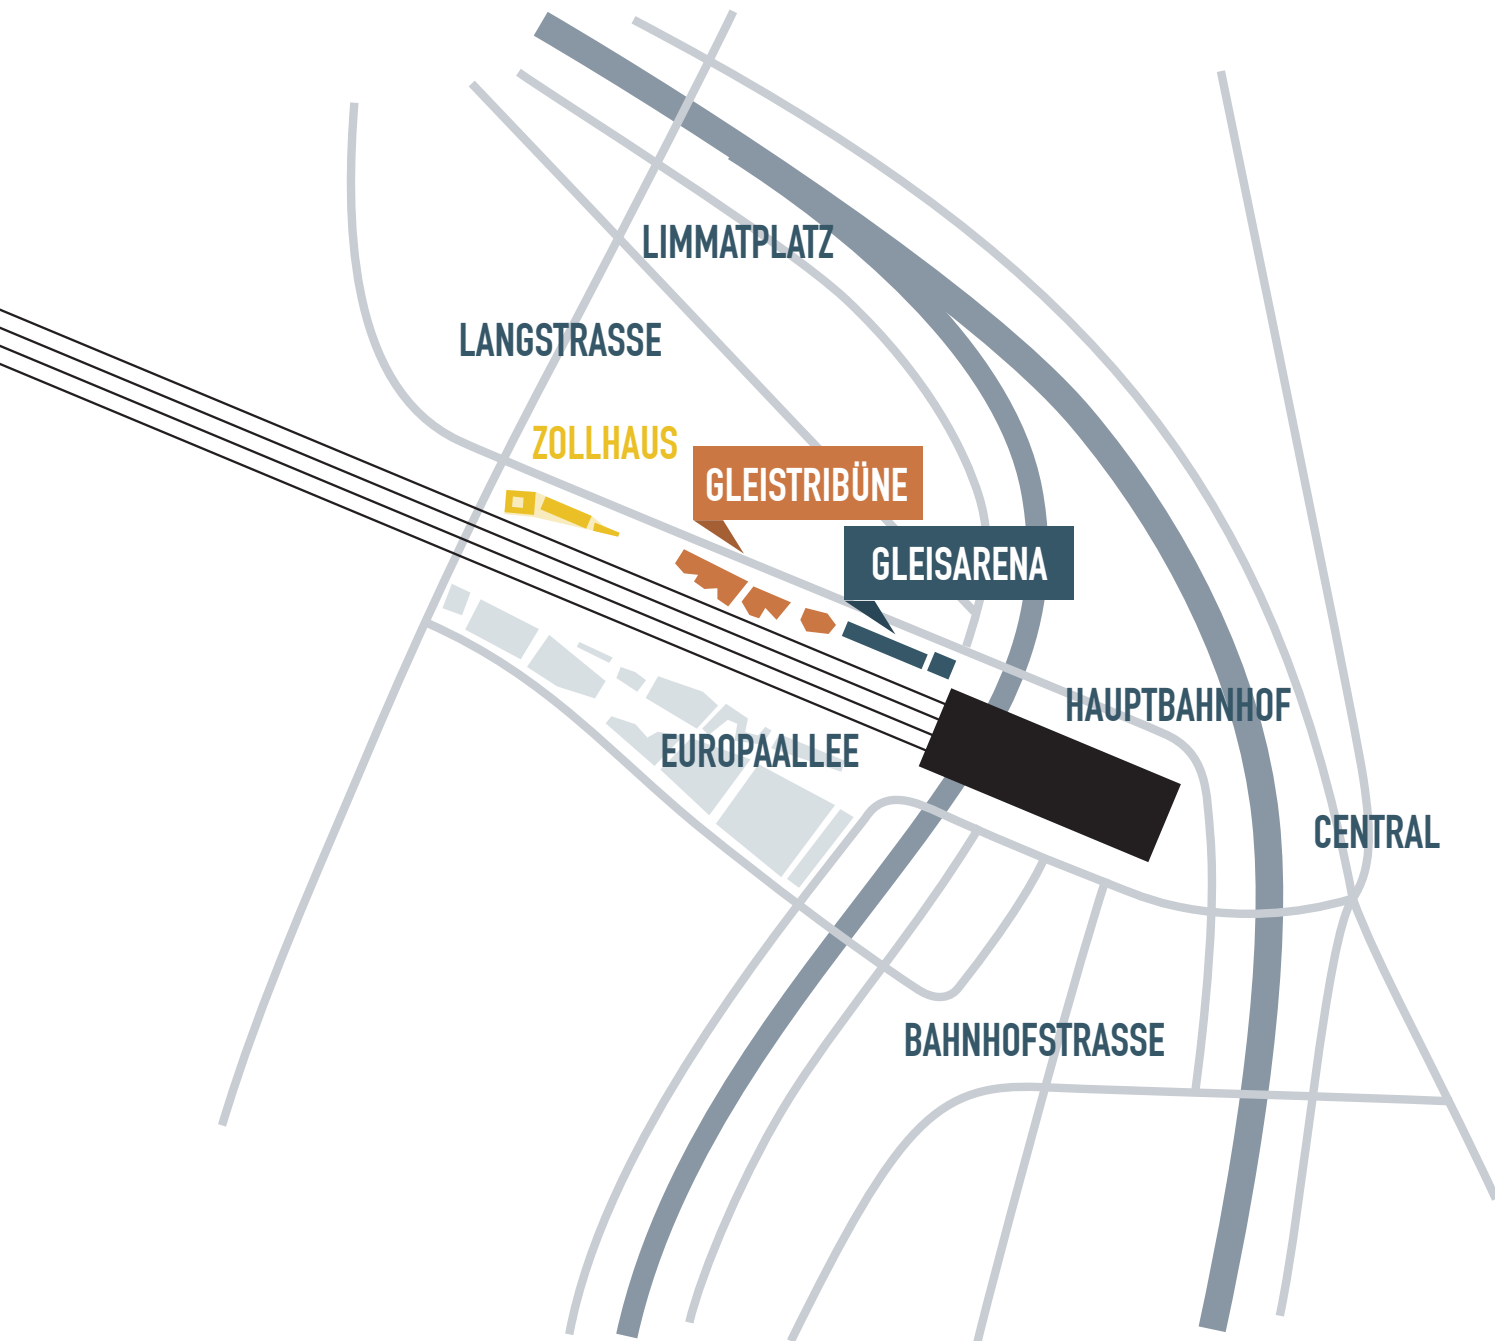 LIMMATPLATZ
LANGSTRASSE
ZOLLHAUS
GLEISTRIBÜNE
GLEISARENA
HAUPTBAHNHOF
EUROPAALLEE
CENTRAL
BAHNHOFSTRASSE